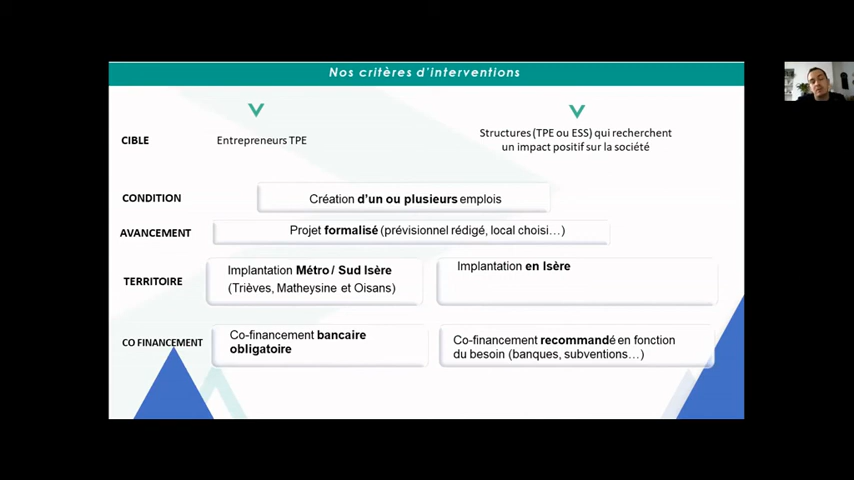 Nos critères d'interventions
CIBLE
Entrepreneurs TPE
Structures (TPE ou ESS) qui recherchent
un impact positif sur la société
CONDITION
Création d'un ou plusieurs emplois
AVANCEMENT
Projet formalisé (prévisionnel rédigé, local choisi…)
TERRITOIRE
Implantation Métro / Sud Isère
(Trièves, Matheysine et Oisans)
Implantation en Isère
CO FINANCEMENT
Co-financement bancaire
obligatoire
Co-financement recommandé en fonction
du besoin (banques, subventions…)